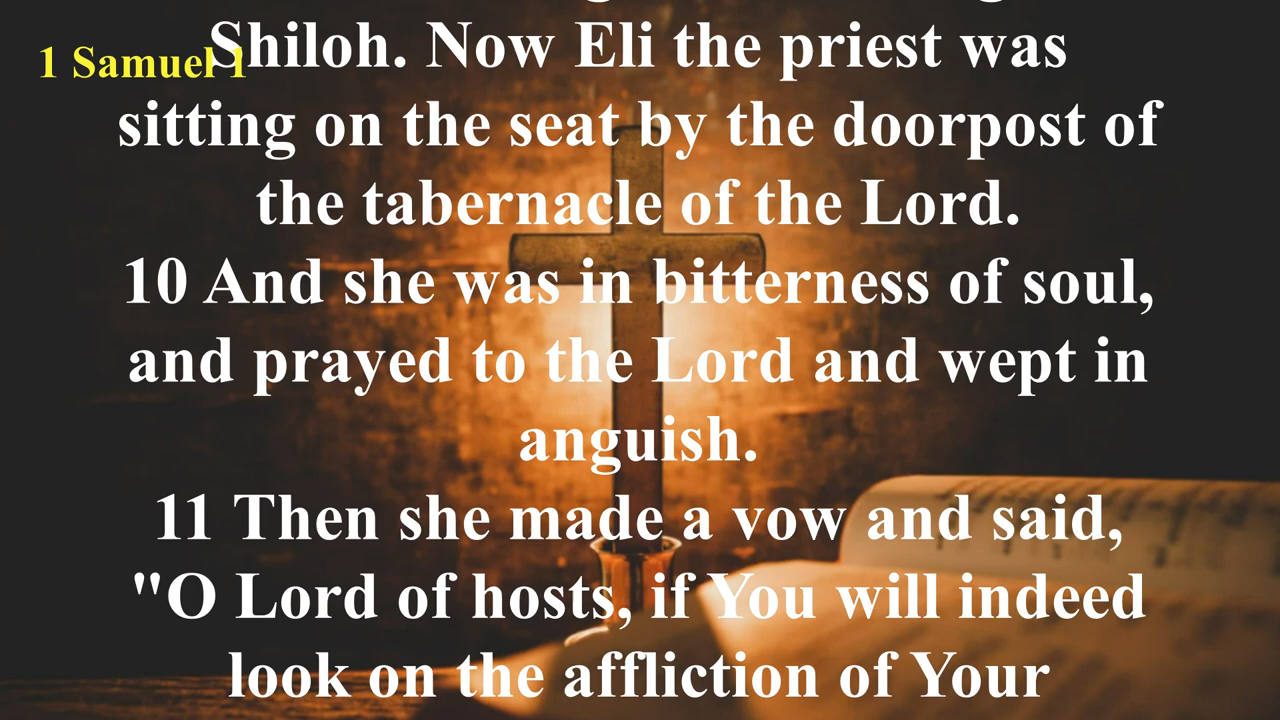 1 Samuel 1
Shiloh. Now Eli the priest was
sitting on the seat by the doorpost of
the tabernacle of the Lord.
10 And she was in bitterness of soul,
and prayed to the Lord and wept in
anguish.
11 Then she made a vow and said,
"O Lord of hosts, if You will indeed
look on the affliction of Your